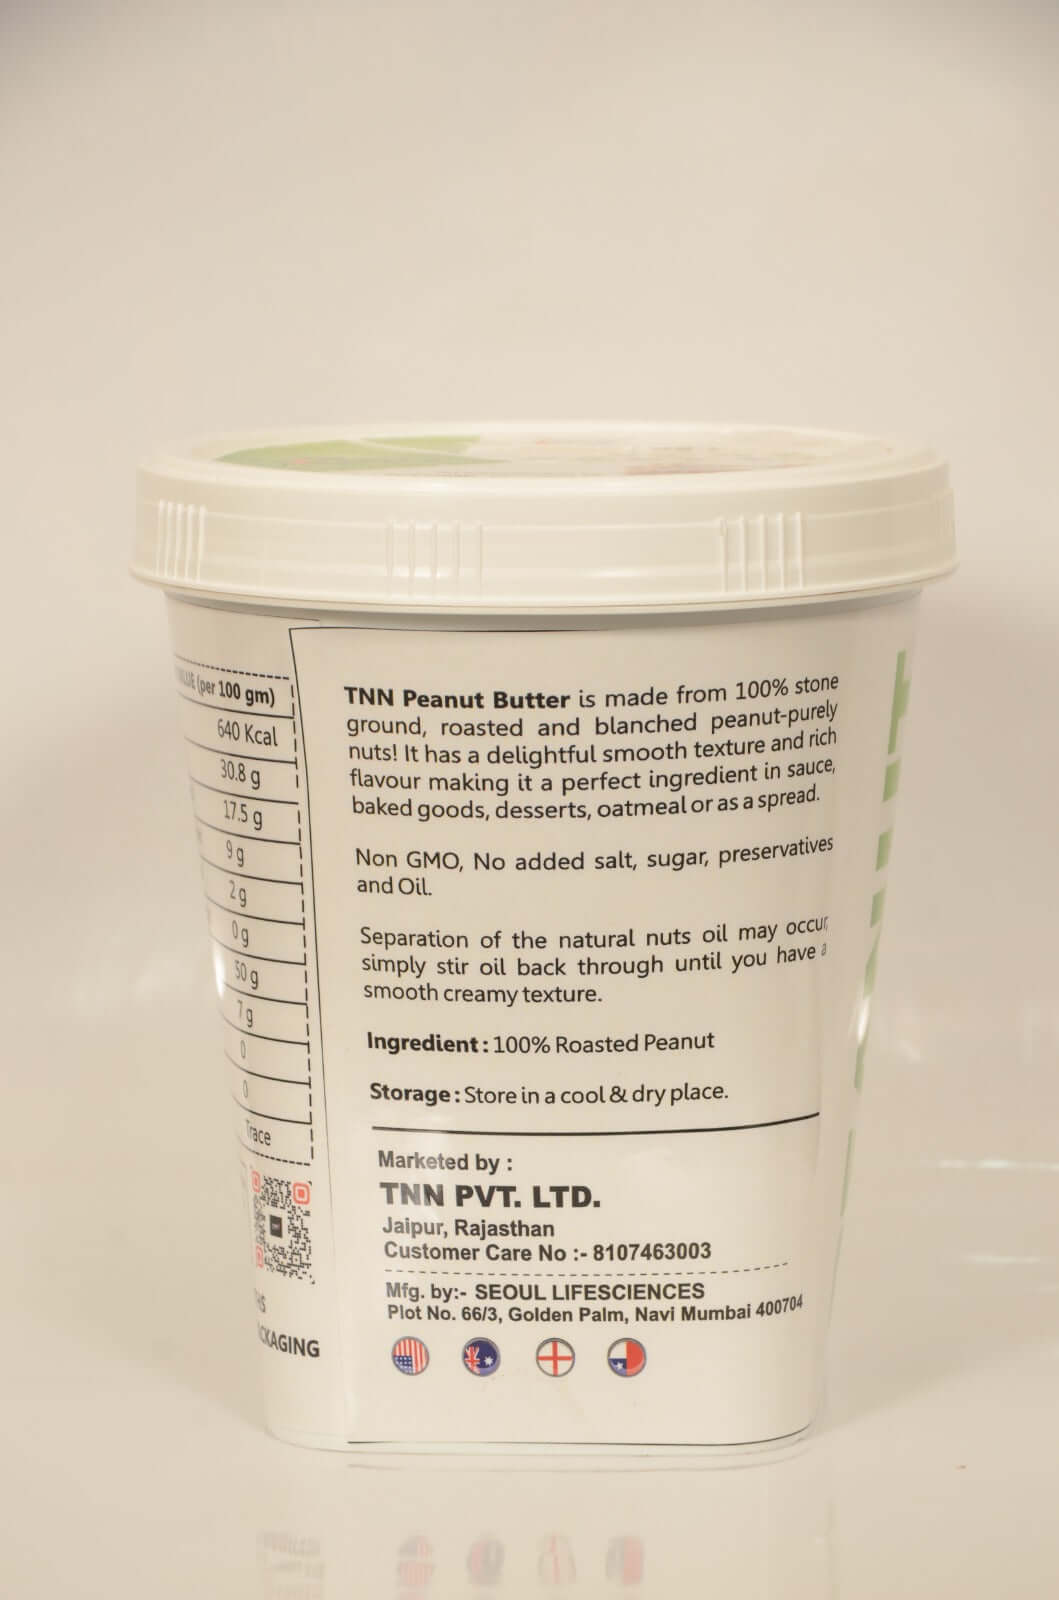 (per 100 gm)
640 Kcal
30.8 g
17.5 g
9 g
2 g
0 g
50 g
7 g
0
0
Trace
TNN Peanut Butter is made from 100% stone
ground, roasted and blanched peanut-purely
nuts! It has a delightful smooth texture and rich
flavour making it a perfect ingredient in sauce,
baked goods, desserts, oatmeal or as a spread.
Non GMO, No added salt, sugar, preservatives
and Oil.
Separation of the natural nuts oil may occur,
simply stir oil back through until you have a
smooth creamy texture.
Ingredient : 100% Roasted Peanut
Storage : Store in a cool & dry place.
Marketed by :
TNN PVT. LTD.
Jaipur, Rajasthan
Customer Care No :- 8107463003
Mfg. by:- SEOUL LIFESCIENCES
Plot No. 66/3, Golden Palm, Navi Mumbai 400704